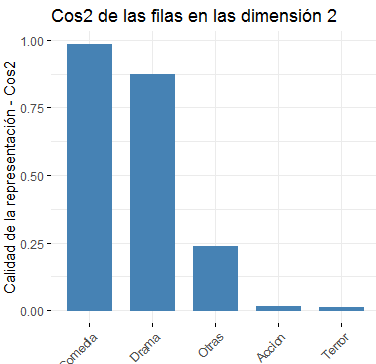 Cos2 de las filas en las dimensión 2
Calidad de la representación - Cos2
1.00
0.75
0.50
0.25
0.00
Comedia
Drama
Otras
Accion
Terror